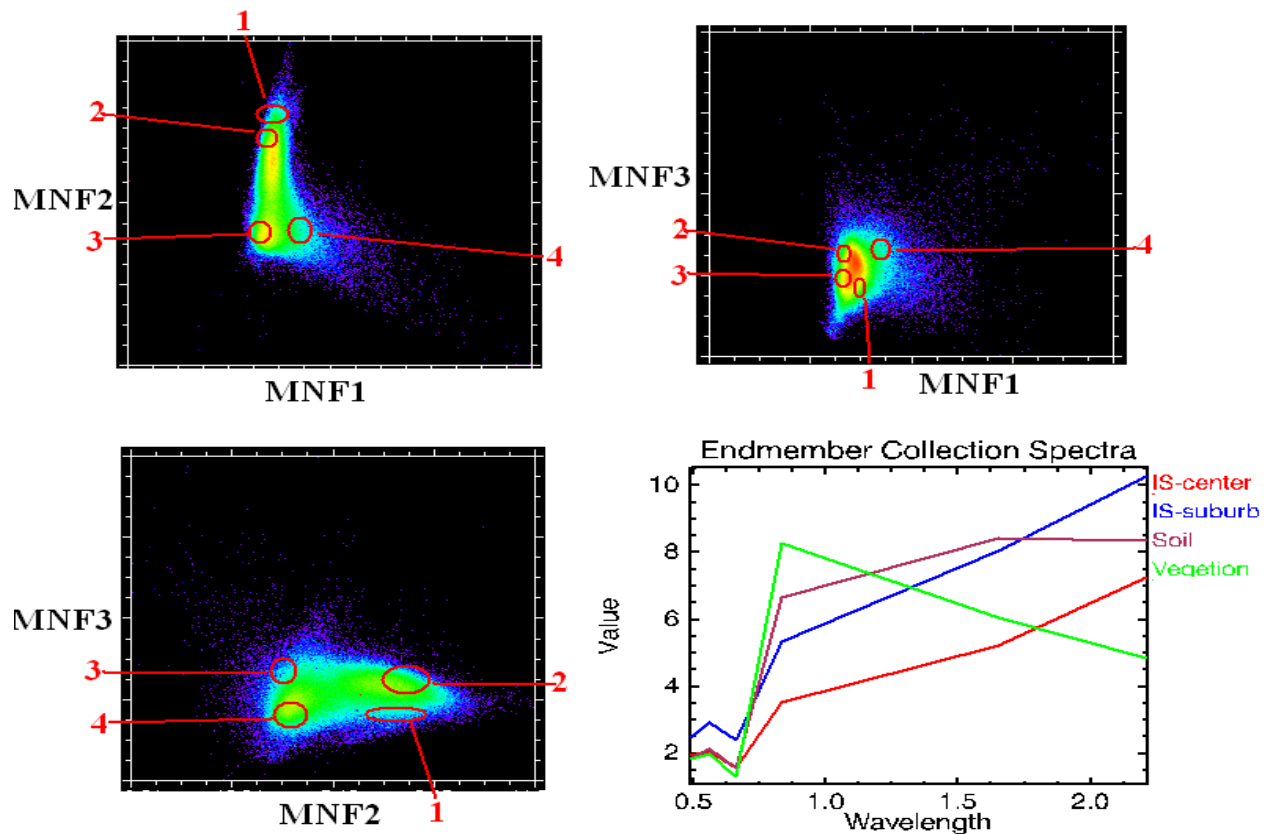 1
2
MNF2
3
4
MNF1
MNF3
2
3
4
1
MNF1
MNF3
3
4
2
1
MNF2
Endmember Collection Spectra
10
8
6
4
2
Value
0.5
1.0
1.5
2.0
Wavelength
IS-center
IS-suburb
Soil
Vegetion